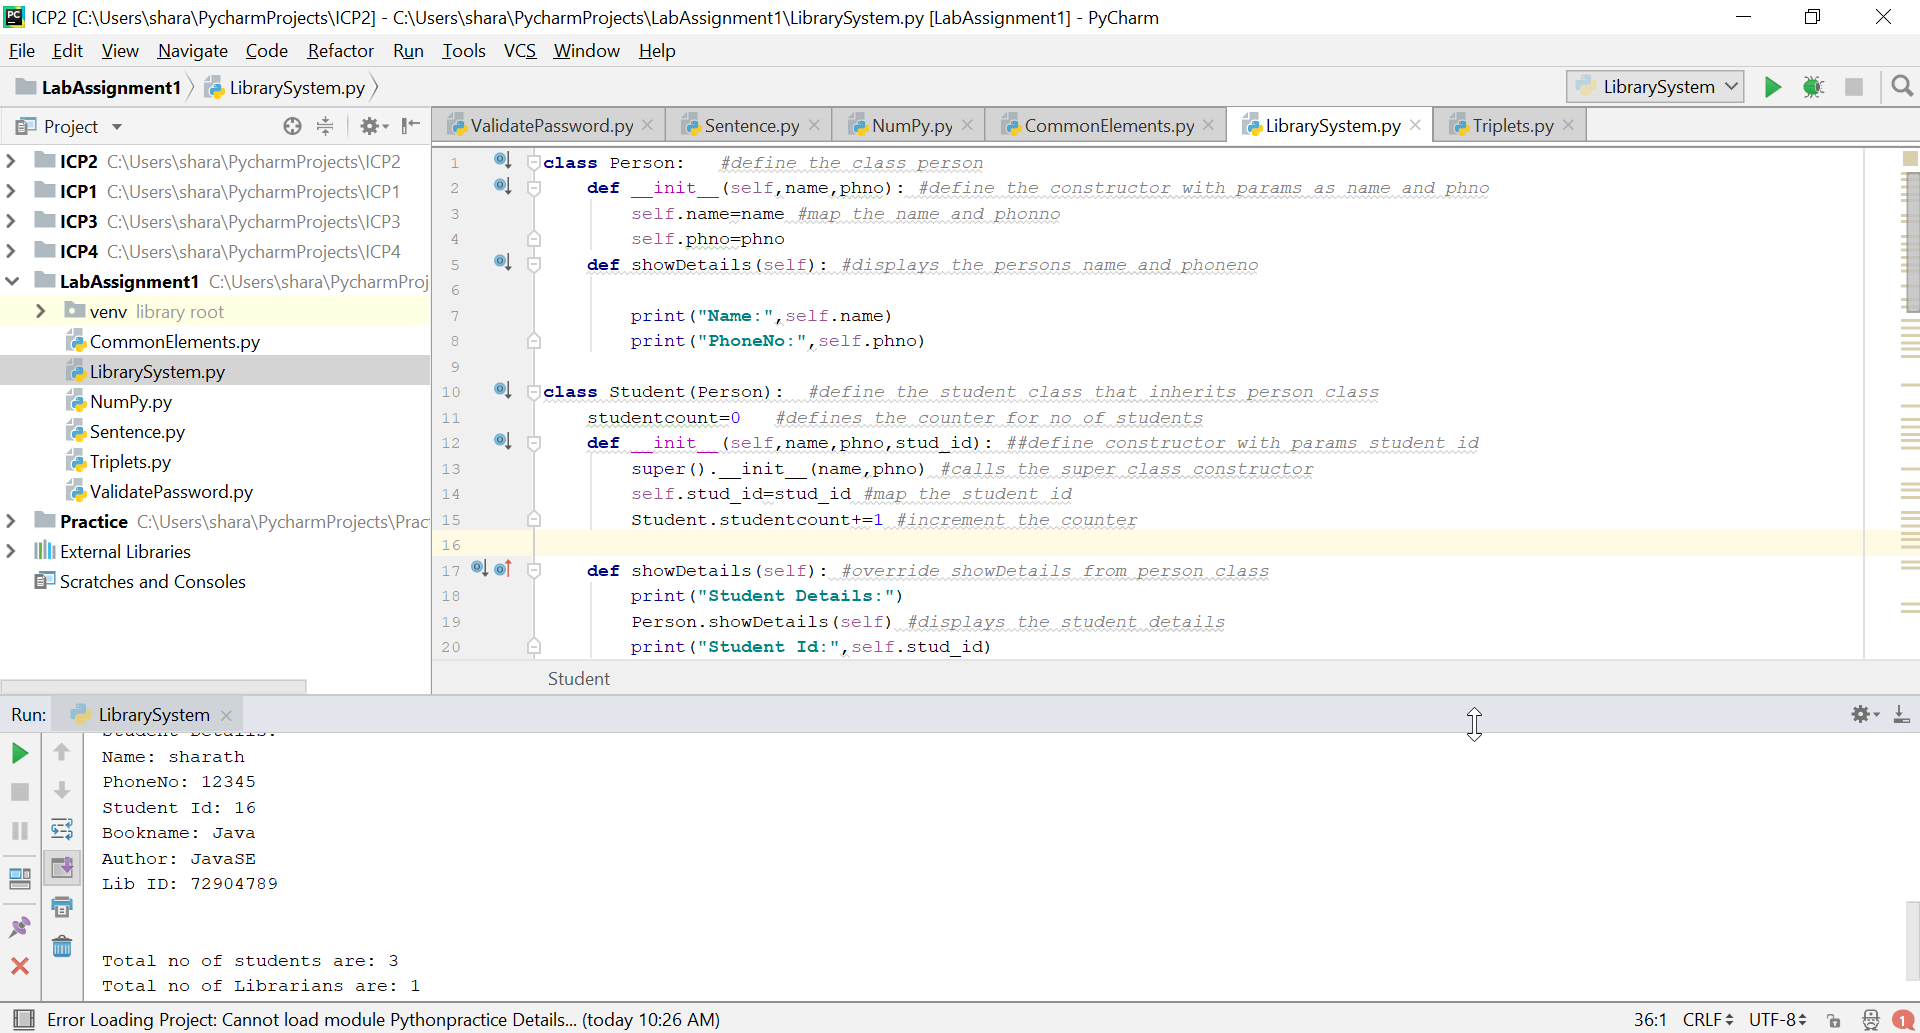 PC ICP2 [C:\Users\shara\PycharmProjects\ICP2] - C:\Users\shara\PycharmProjects\LabAssignment1\LibrarySystem.py [LabAssignment1] - PyCharm
File Edit View Navigate Code Refactor Run Tools VCS Window Help
LabAssignment1 LibrarySystem.py
LibrarySystem
Project
ICP2 C:\Users\shara\PycharmProjects\ICP2
ICP1 C:\Users\shara\PycharmProjects\ICP1
ICP3 C:\Users\shara\PycharmProjects\ICP3
ICP4 C:\Users\shara\PycharmProjects\ICP4
LabAssignment1 C:\Users\shara\PycharmProj
venv library root
CommonElements.py
LibrarySystem.py
NumPy.py
Sentence.py
Triplets.py
ValidatePassword.py
Practice C:\Users\shara\PycharmProjects\Prac
External Libraries
Scratches and Consoles
ValidatePassword.py Sentence.py NumPy.py CommonElements.py LibrarySystem.py Triplets.py
1 class Person: #define the class person
2 def __init__(self,name,phno): #define the constructor with params as name and phno
3 self.name=name #map the name and phonno
4 self.phno=phno
5 def showDetails(self): #displays the persons name and phoneno
6
7 print("Name:",self.name)
8 print("PhoneNo:",self.phno)
9
10 class Student(Person): #define the student class that inherits person class
11 studentcount=0 #defines the counter for no of students
12 def __init__(self,name,phno,stud_id): ##define constructor with params student id
13 super().__init__(name,phno) #calls the super class constructor
14 self.stud_id=stud_id #map the student id
15 Student.studentcount+=1 #increment the counter
16
17 def showDetails(self): #override showDetails from person class
18 print("Student Details:")
19 Person.showDetails(self) #displays the student details
20 print("Student Id:",self.stud_id)
Student
Run: LibrarySystem
Student Details:
Name: sharath
PhoneNo: 12345
Student Id: 16
Bookname: Java
Author: JavaSE
Lib ID: 72904789
Total no of students are: 3
Total no of Librarians are: 1
Error Loading Project: Cannot load module Pythonpractice Details... (today 10:26 AM)
36:1 CRLF UTF-8 1